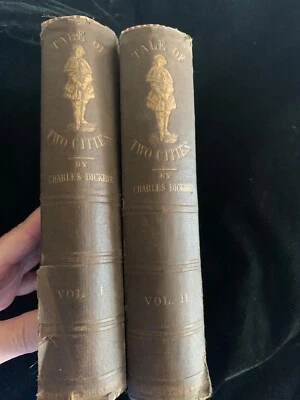 TALE OF
TWO CITIES
BY
CHARLES DICKENS
VOL. I
TALE OF
TWO CITIES
BY
CHARLES DICKENS
VOL. II